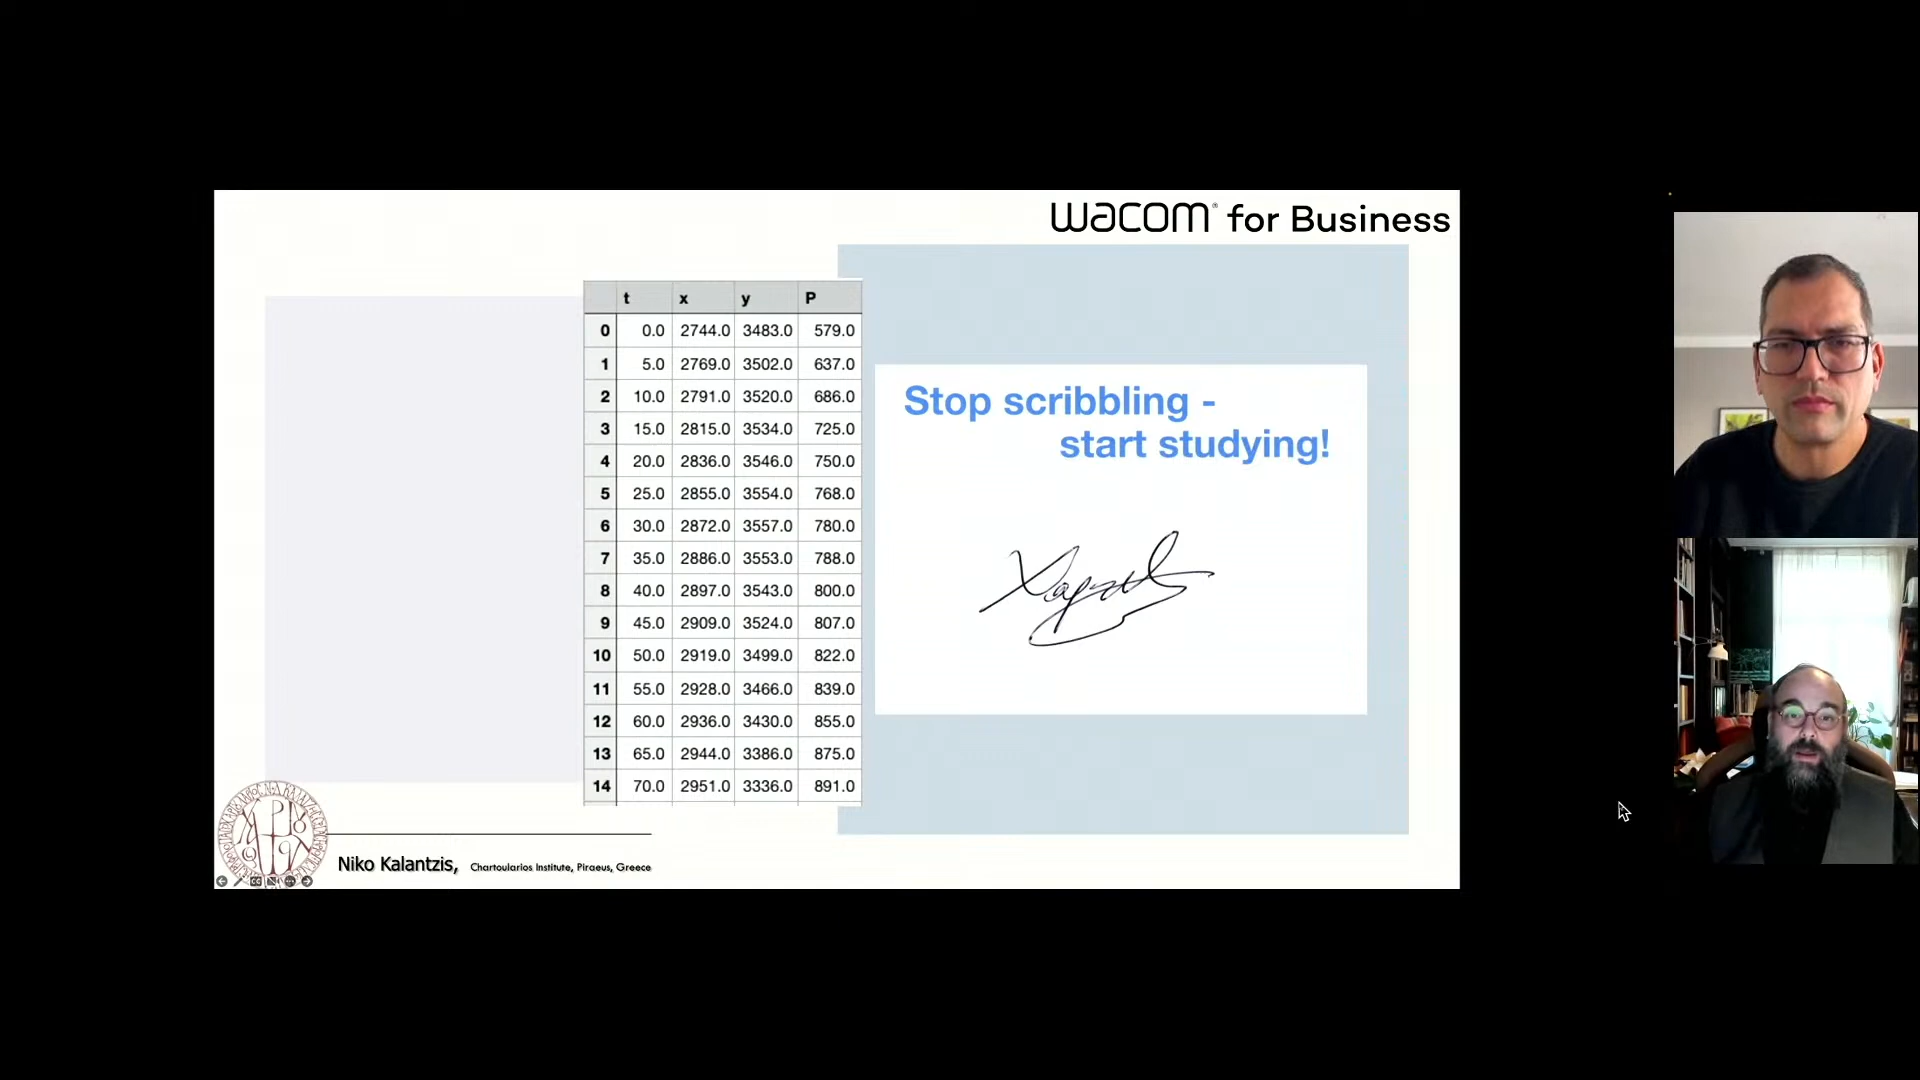 wacom for Business
t x y P
0 0.0 2744.0 3483.0 579.0
1 5.0 2769.0 3502.0 637.0
2 10.0 2791.0 3520.0 686.0
3 15.0 2815.0 3534.0 725.0
4 20.0 2836.0 3546.0 750.0
5 25.0 2855.0 3554.0 768.0
6 30.0 2872.0 3557.0 780.0
7 35.0 2886.0 3553.0 788.0
8 40.0 2897.0 3543.0 800.0
9 45.0 2909.0 3524.0 807.0
10 50.0 2919.0 3499.0 822.0
11 55.0 2928.0 3466.0 839.0
12 60.0 2936.0 3430.0 855.0
13 65.0 2944.0 3386.0 875.0
14 70.0 2951.0 3336.0 891.0
Stop scribbling -
start studying!
Niko Kalantzis, Chartoularios Institute, Piraeus, Greece